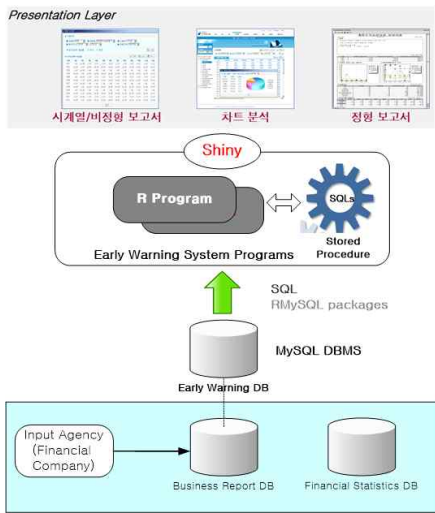 Presentation Layer
시계열/비정형 보고서
차트 분석
정형 보고서
Shiny
R Program
SQLs
Stored
Procedure
Early Warning System Programs
SQL
RMySQL packages
MySQL DBMS
Early Warning DB
Input Agency
(Financial
Company)
Business Report DB
Financial Statistics DB